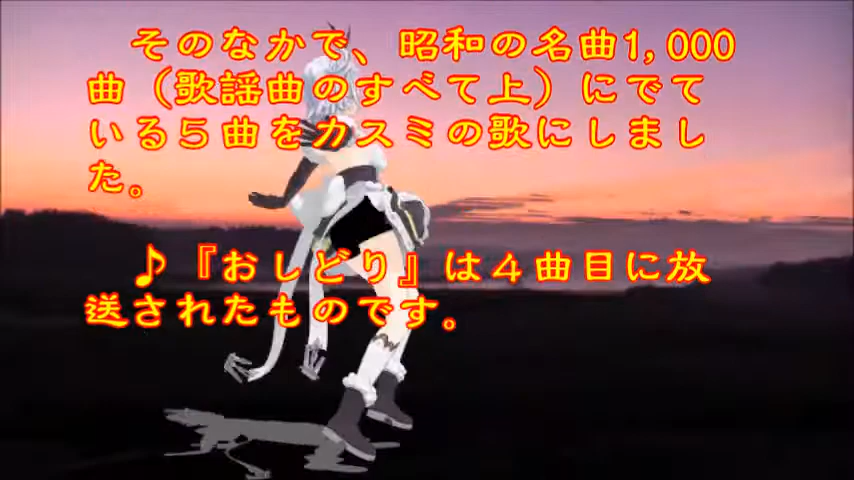 そのなかで、昭和の名曲1,000
曲（歌謡曲のすべて上）にでて
いる５曲をカスミの歌にしまし
た。
♪『おしどり』は４曲目に放
送されたものです。